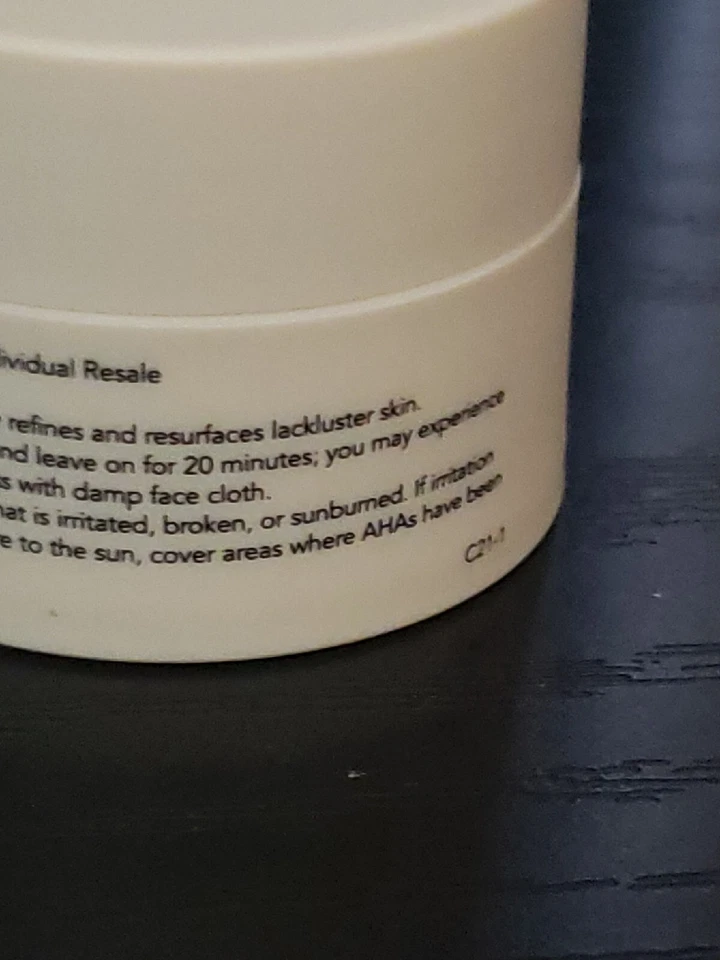 ividual Resale
refines and resurfaces lackluster skin.
nd leave on for 20 minutes; you may experience
s with damp face cloth.
hat is irritated, broken, or sunburned. If irritation
e to the sun, cover areas where AHAs have been
C21-1